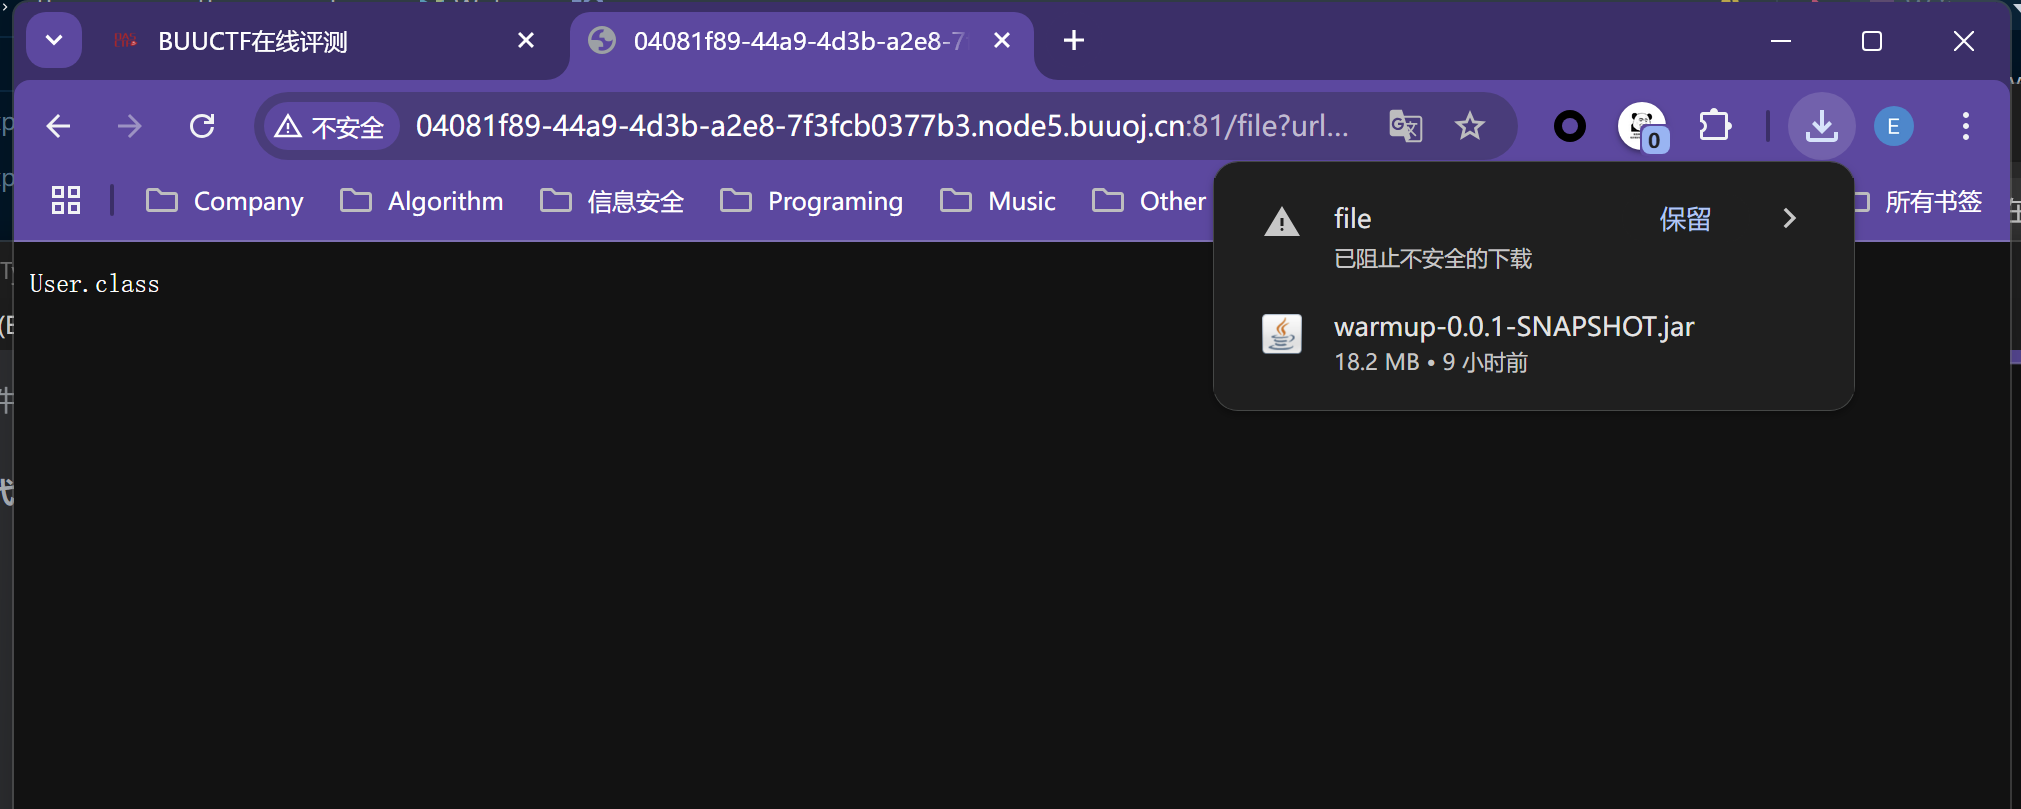 BUUCTF在线评测
04081f89-44a9-4d3b-a2e8-7f
不安全 04081f89-44a9-4d3b-a2e8-7f3fcb0377b3.node5.buuoj.cn:81/file?url...
0
E
Company Algorithm 信息安全 Programing Music Other 所有书签
file 保留
已阻止不安全的下载
warmup-0.0.1-SNAPSHOT.jar
18.2 MB • 9 小时前
User.class